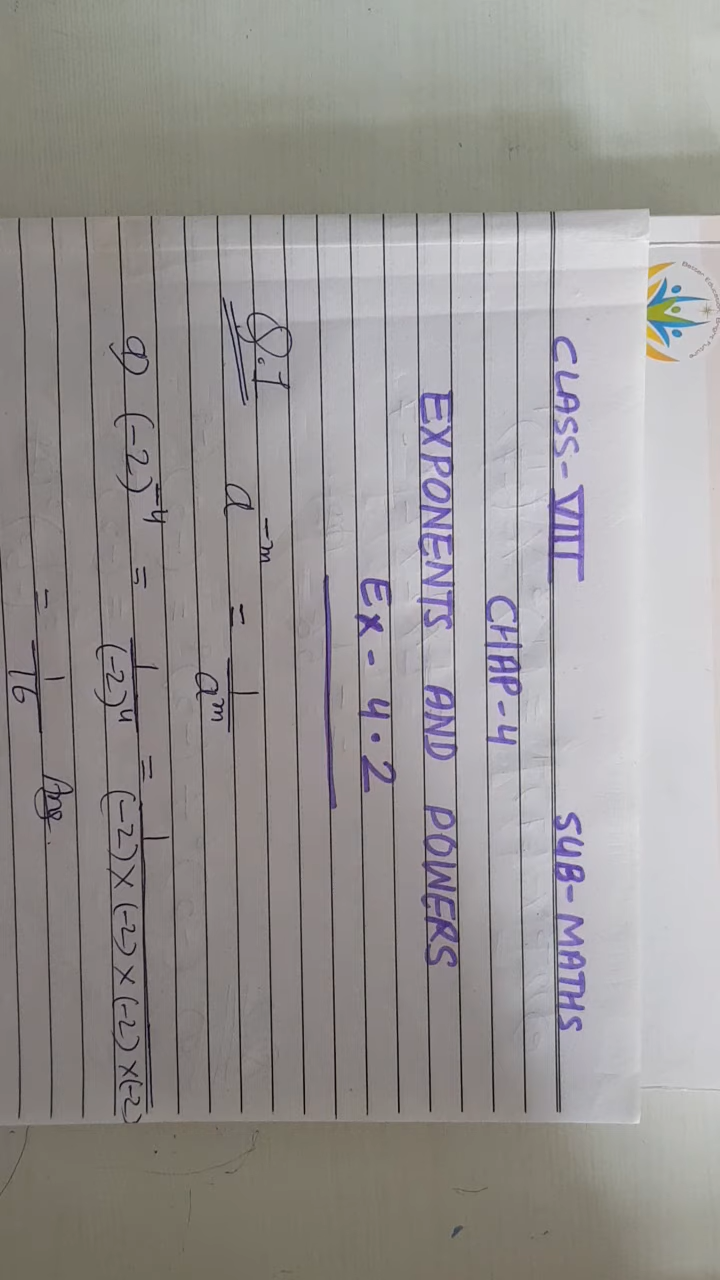 CLASS-VIII SUB-MATHS
CHAP-4
EXPONENTS AND POWERS
EX-4.2
Q.1
a⁻ᵐ = 1/aᵐ
a) (-2)⁻⁴ = 1/(-2)⁴ = 1/(-2)×(-2)×(-2)×(-2)
= 1/16 Ans.